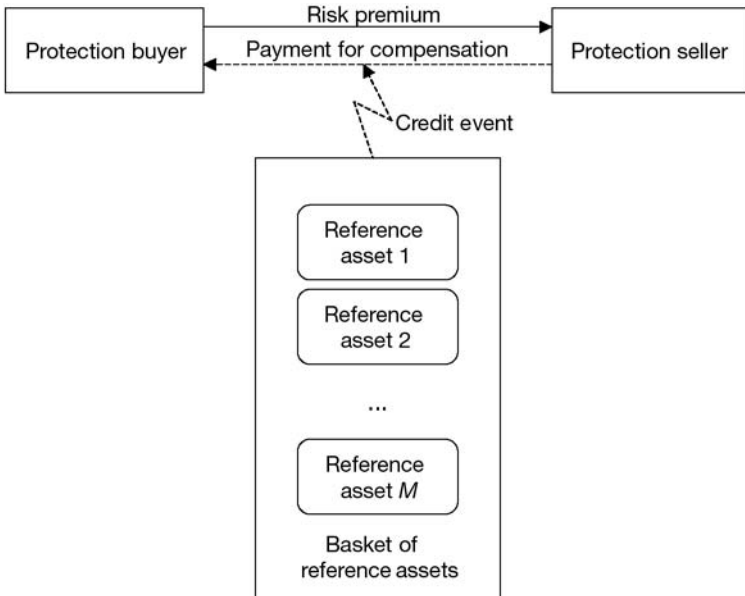 Risk premium
Protection buyer
Payment for compensation
Protection seller
Credit event
Reference
asset 1
Reference
asset 2
...
Reference
asset M
Basket of
reference assets